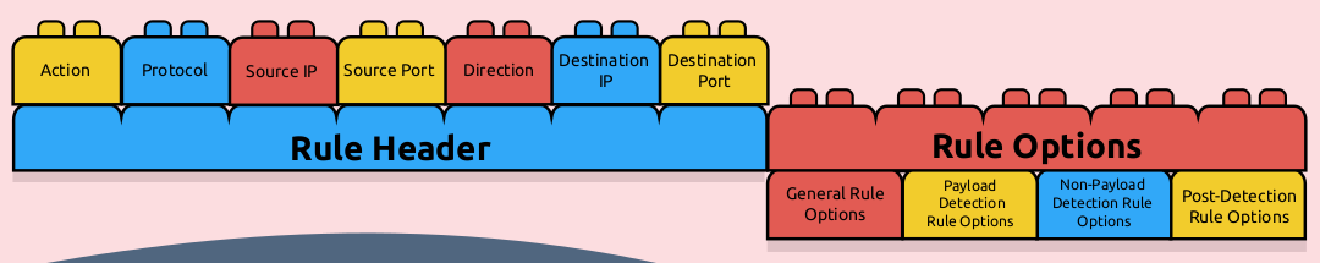 Action
Protocol
Source IP
Source Port
Direction
Destination
IP
Destination
Port
Rule Header
Rule Options
General Rule
Options
Payload
Detection
Rule Options
Non-Payload
Detection Rule
Options
Post-Detection
Rule Options